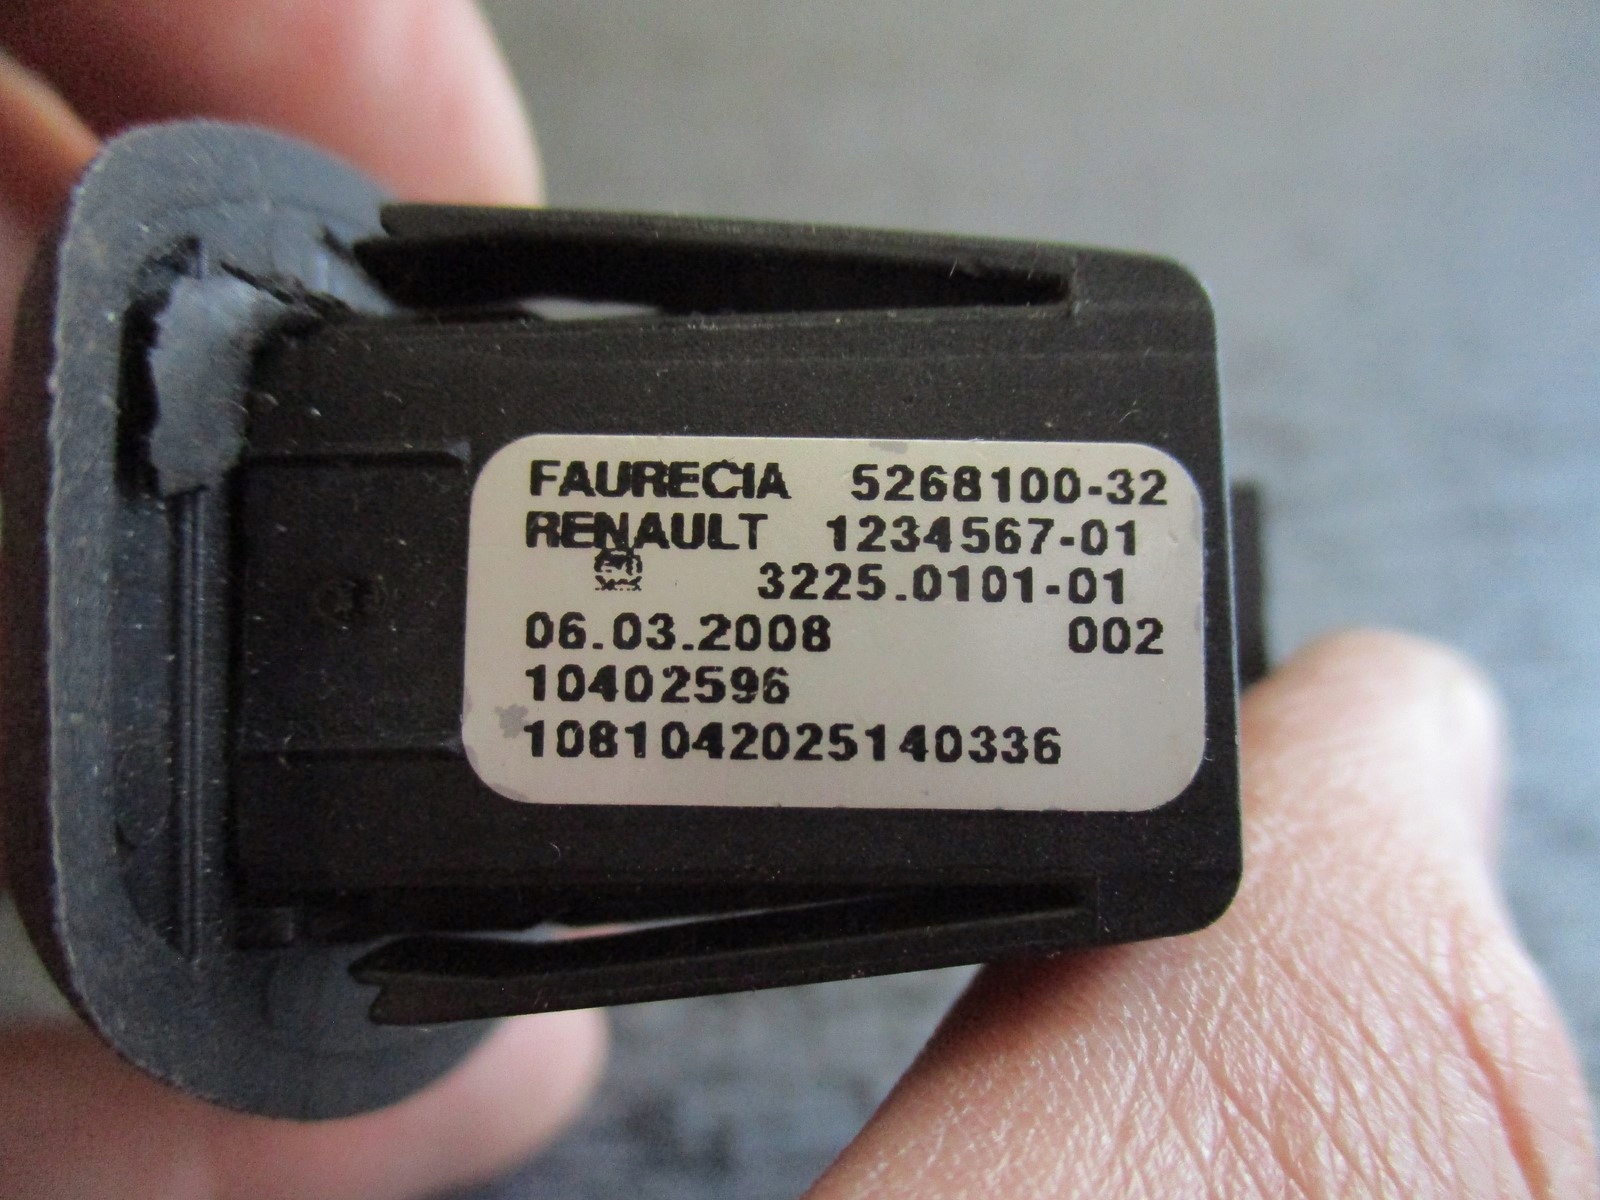 FAURECIA 5268100-32
RENAULT 1234567-01
3225.0101-01
06.03.2008 002
10402596
1081042025140336